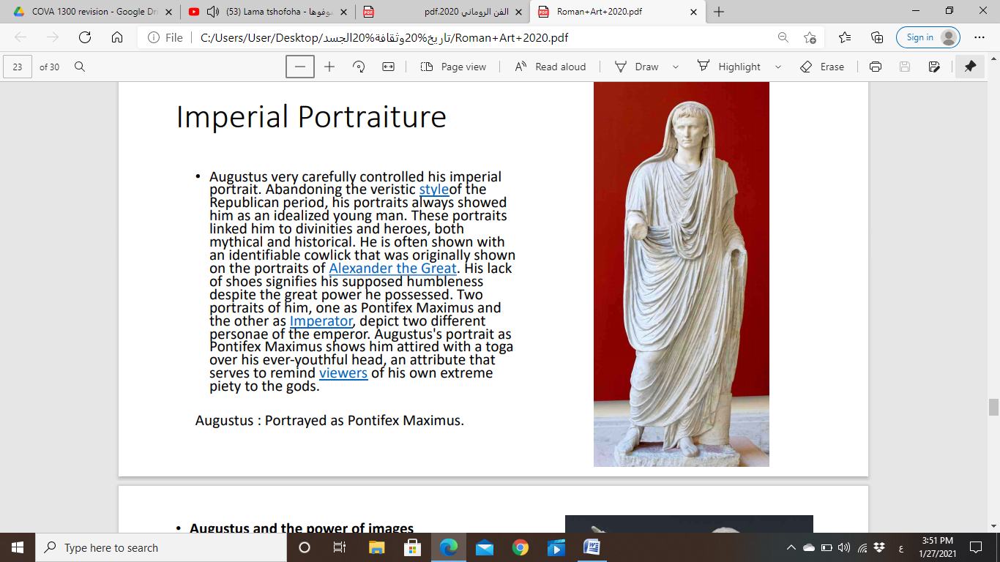 COVA 1300 revision - Google Dri
(53) Lama tshofoha - شوفوها
الفن الروماني 2020.pdf
Roman+Art+2020.pdf
File
C:/Users/User/Desktop/تاريخ%20وثقافة%20الجسد/Roman+Art+2020.pdf
Sign in
23
of 30
Page view
Read aloud
Draw
Highlight
Erase
Imperial Portraiture
• Augustus very carefully controlled his imperial
portrait. Abandoning the veristic styleof the
Republican period, his portraits always showed
him as an idealized young man. These portraits
linked him to divinities and heroes, both
mythical and historical. He is often shown with
an identifiable cowlick that was originally shown
on the portraits of Alexander the Great. His lack
of shoes signifies his supposed humbleness
despite the great power he possessed. Two
portraits of him, one as Pontifex Maximus and
the other as Imperator, depict two different
personae of the emperor. Augustus's portrait as
Pontifex Maximus shows him attired with a toga
over his ever-youthful head, an attribute that
serves to remind viewers of his own extreme
piety to the gods.
Augustus : Portrayed as Pontifex Maximus.
• Augustus and the power of images
Type here to search
ع
3:51 PM
1/27/2021